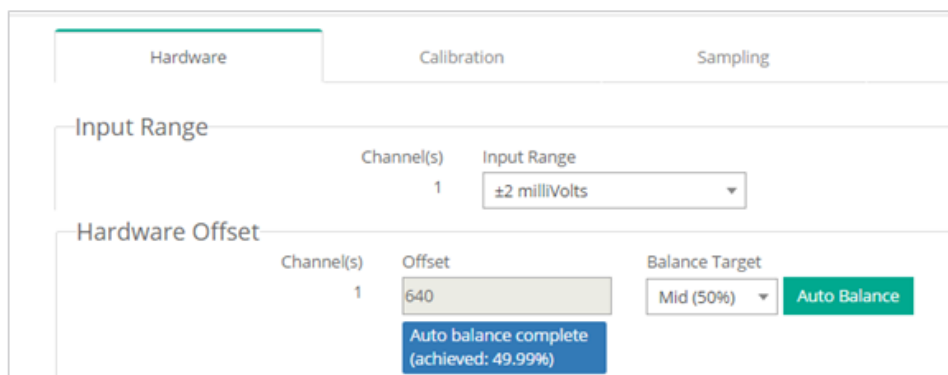 Hardware Calibration Sampling
Input Range
Channel(s) Input Range
1 ±2 milliVolts
Hardware Offset
Channel(s) Offset Balance Target
1 640 Mid (50%) Auto Balance
Auto balance complete
(achieved: 49.99%)